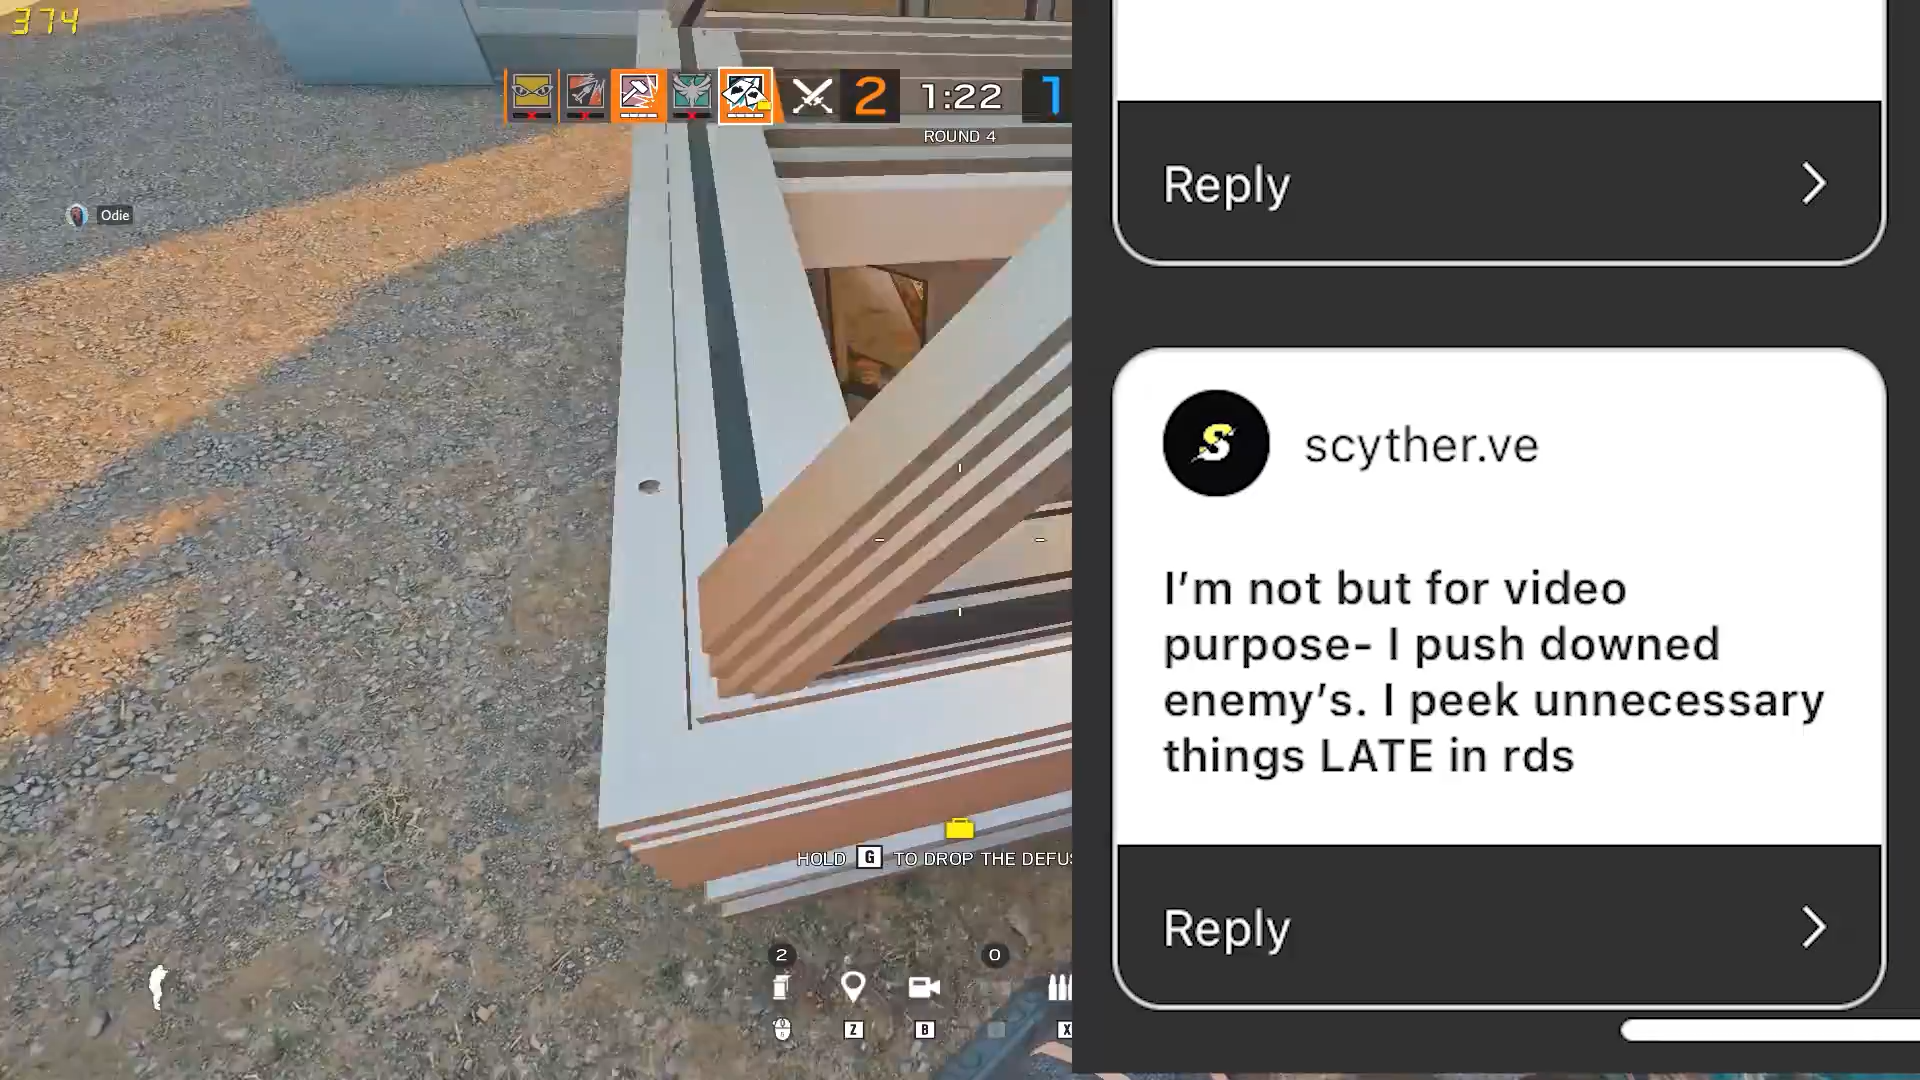 374
2 1:22 1
ROUND 4
Odie
HOLD G TO DROP THE DEFUS
2 0
Z B X
Reply
S scyther.ve
I'm not but for video
purpose- I push downed
enemy's. I peek unnecessary
things LATE in rds
Reply